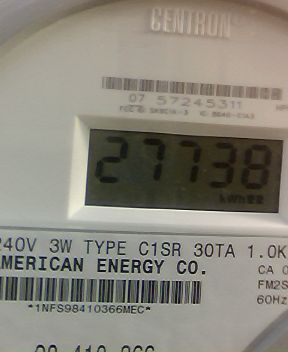 CENTRON
07 57245311
27738
kWh
240V 3W TYPE C1SR 30TA 1.0K
AMERICAN ENERGY CO.
CA 0
FM2S
60Hz
*1NFS98410366MEC*